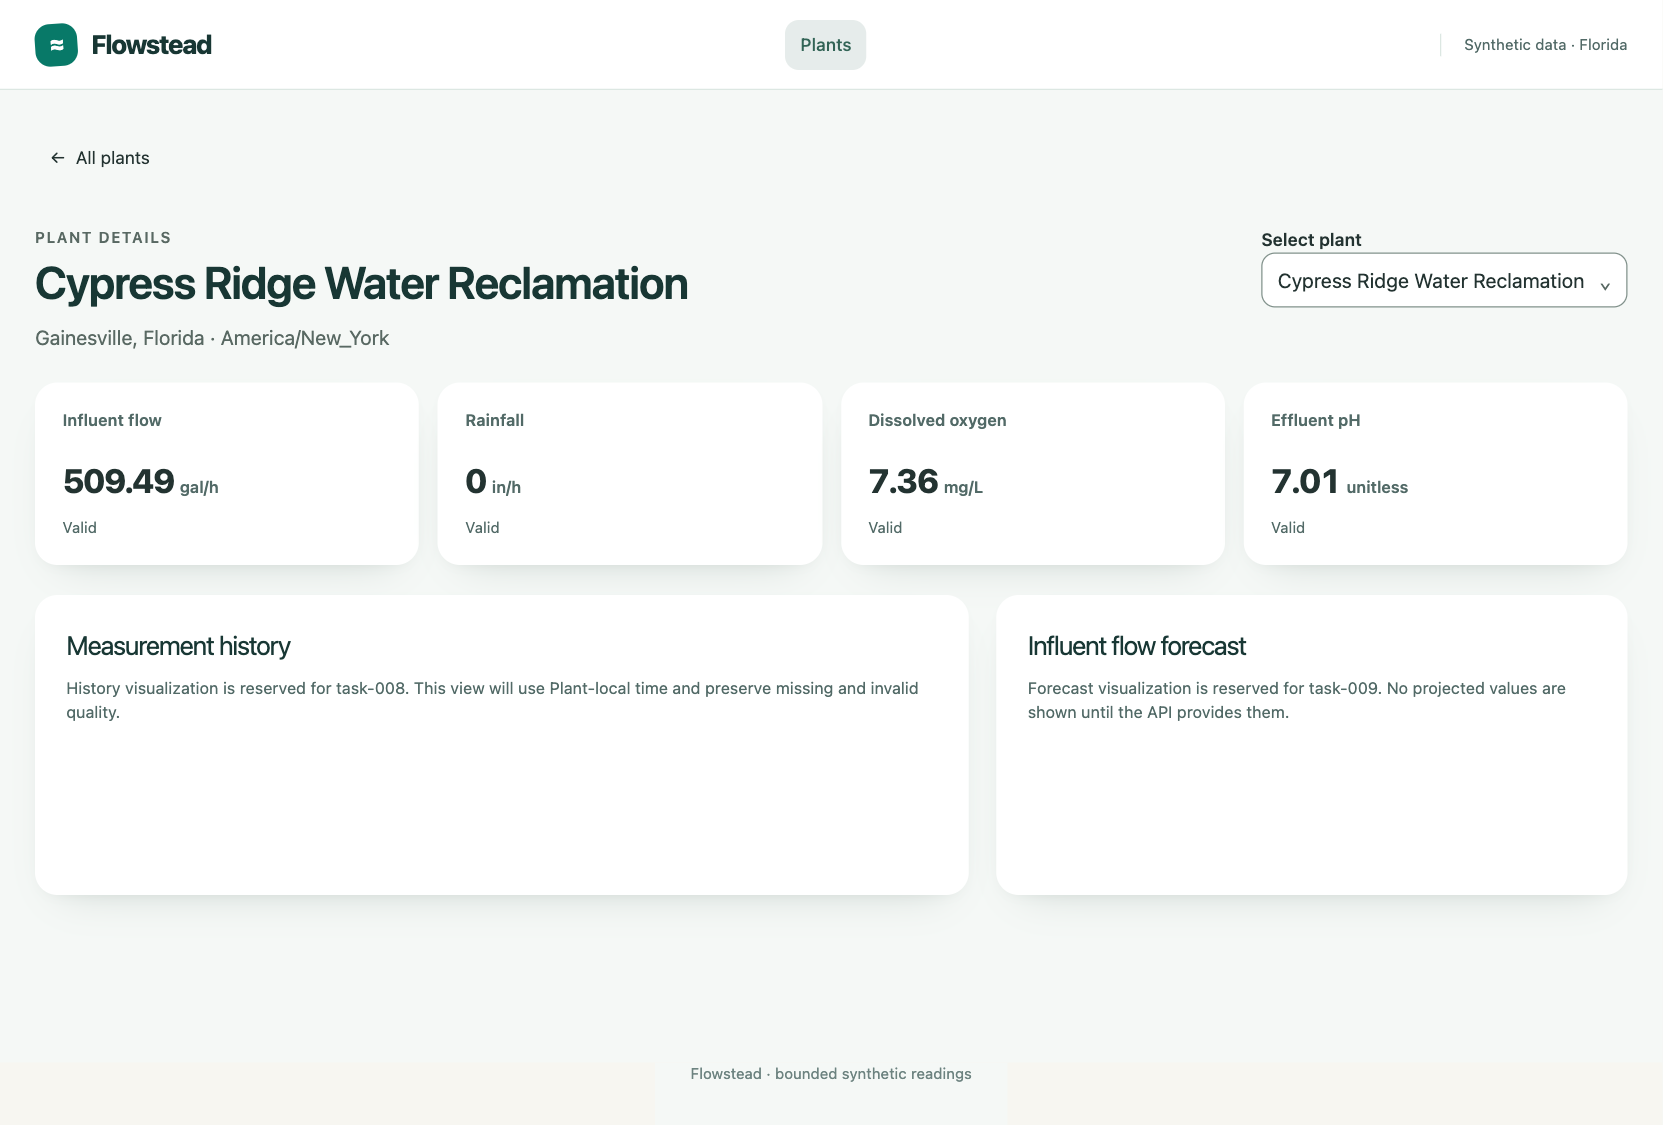 Flowstead
Plants
Synthetic data · Florida
← All plants
PLANT DETAILS
Cypress Ridge Water Reclamation
Gainesville, Florida · America/New_York
Select plant
Cypress Ridge Water Reclamation
Influent flow
509.49 gal/h
Valid
Rainfall
0 in/h
Valid
Dissolved oxygen
7.36 mg/L
Valid
Effluent pH
7.01 unitless
Valid
Measurement history
History visualization is reserved for task-008. This view will use Plant-local time and preserve missing and invalid
quality.
Influent flow forecast
Forecast visualization is reserved for task-009. No projected values are
shown until the API provides them.
Flowstead · bounded synthetic readings